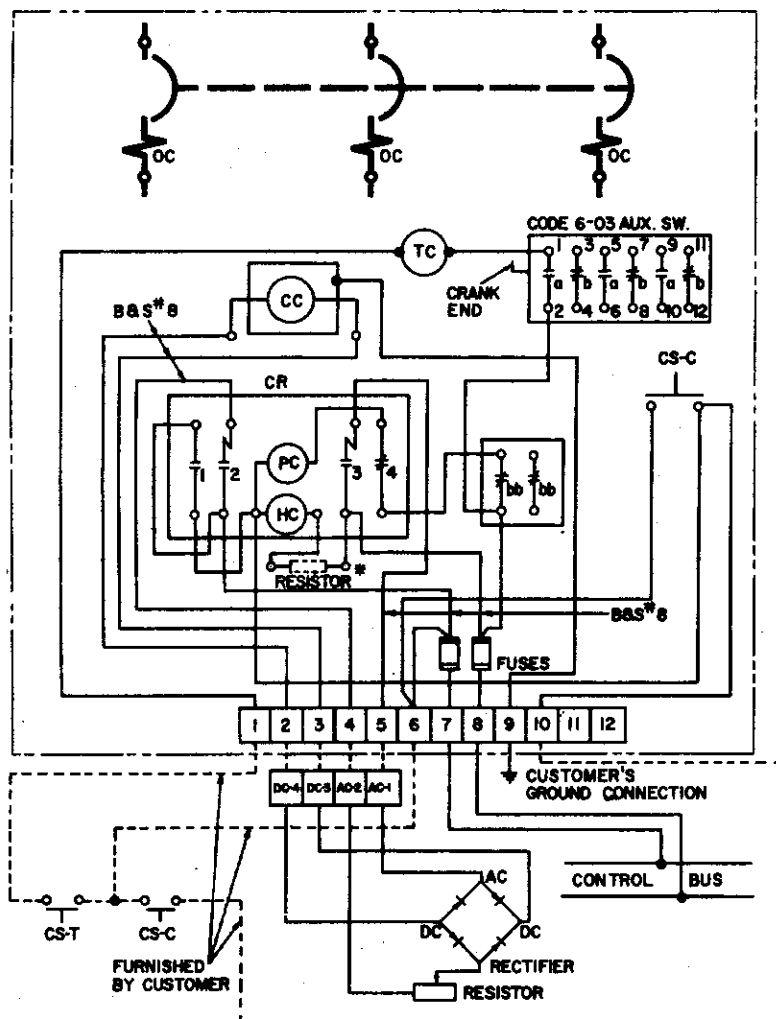 OC OC OC
CODE 6-03 AUX. SW.
TC
1 3 5 7 9 11
a b a b a b
2 4 6 8 10 12
CRANK
END
CC
B&S#8
CS-C
CR
1 2 PC 3 4
bb bb
HC
RESISTOR *
B&S#8
FUSES
1 2 3 4 5 6 7 8 9 10 11 12
DC-4 DC-3 AC-2 AC-1
CUSTOMER'S
GROUND CONNECTION
AC
CONTROL BUS
CS-T CS-C
DC DC
FURNISHED
BY CUSTOMER
RECTIFIER
RESISTOR